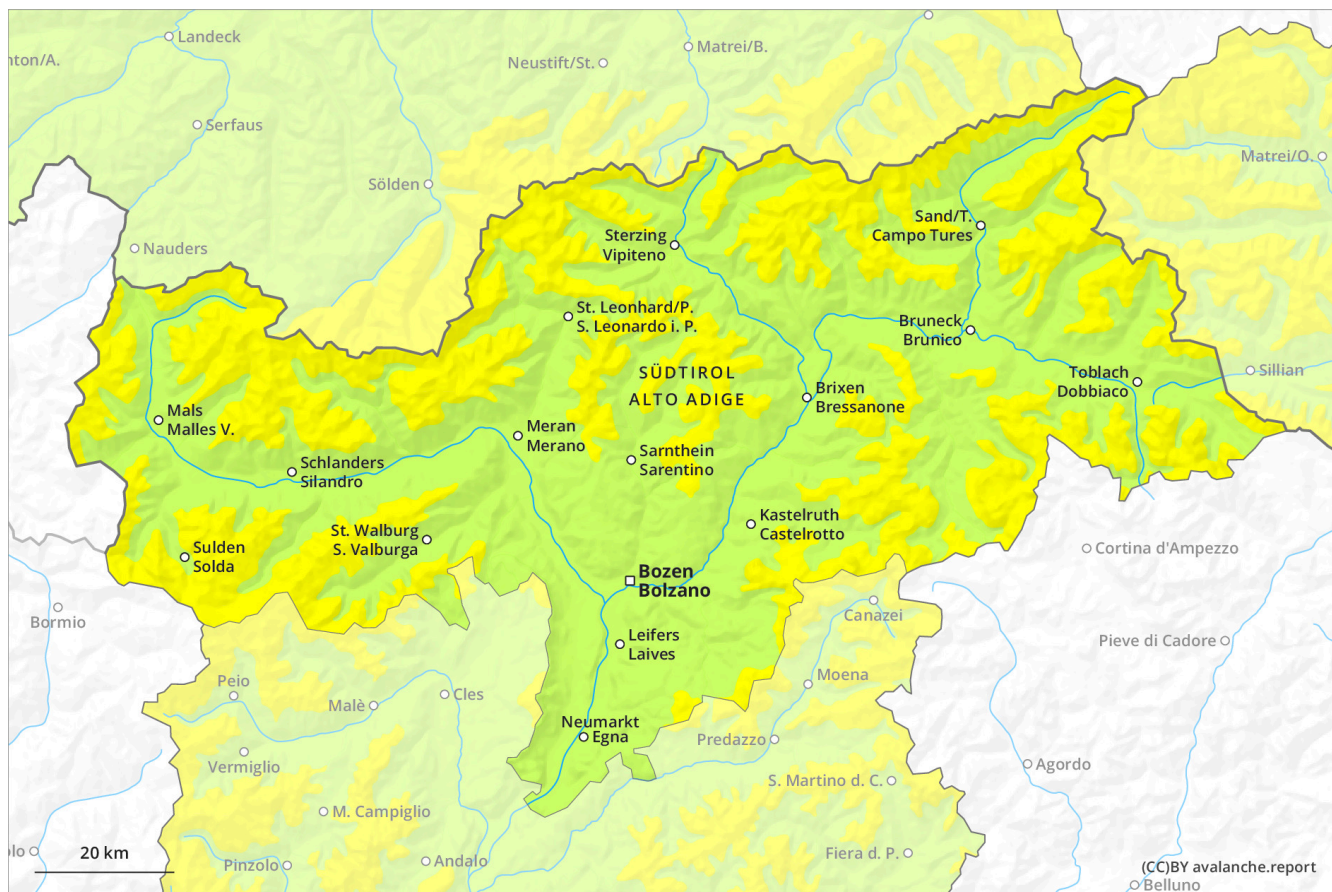 Landeck
nton/A.
Matrei/B.
Neustift/St.
Serfaus
Matrei/O.
Sölden
Sand/T.
Campo Tures
Sterzing
Vipiteno
Nauders
St. Leonhard/P.
S. Leonardo i. P.
Bruneck
Brunico
SÜDTIROL
ALTO ADIGE
Toblach
Dobbiaco
Sillian
Brixen
Bressanone
Mals
Malles V.
Meran
Merano
Sarnthein
Sarentino
Schlanders
Silandro
Kastelruth
Castelrotto
St. Walburg
S. Valburga
Sulden
Solda
Cortina d'Ampezzo
Bozen
Bolzano
Bormio
Canazei
Leifers
Laives
Pieve di Cadore
Moena
Peio
Malè
Cles
Neumarkt
Egna
Predazzo
Vermiglio
Agordo
S. Martino d. C.
M. Campiglio
olo
20 km
Pinzolo
Andalo
Fiera d. P.
(CC)BY avalanche.report
Belluno